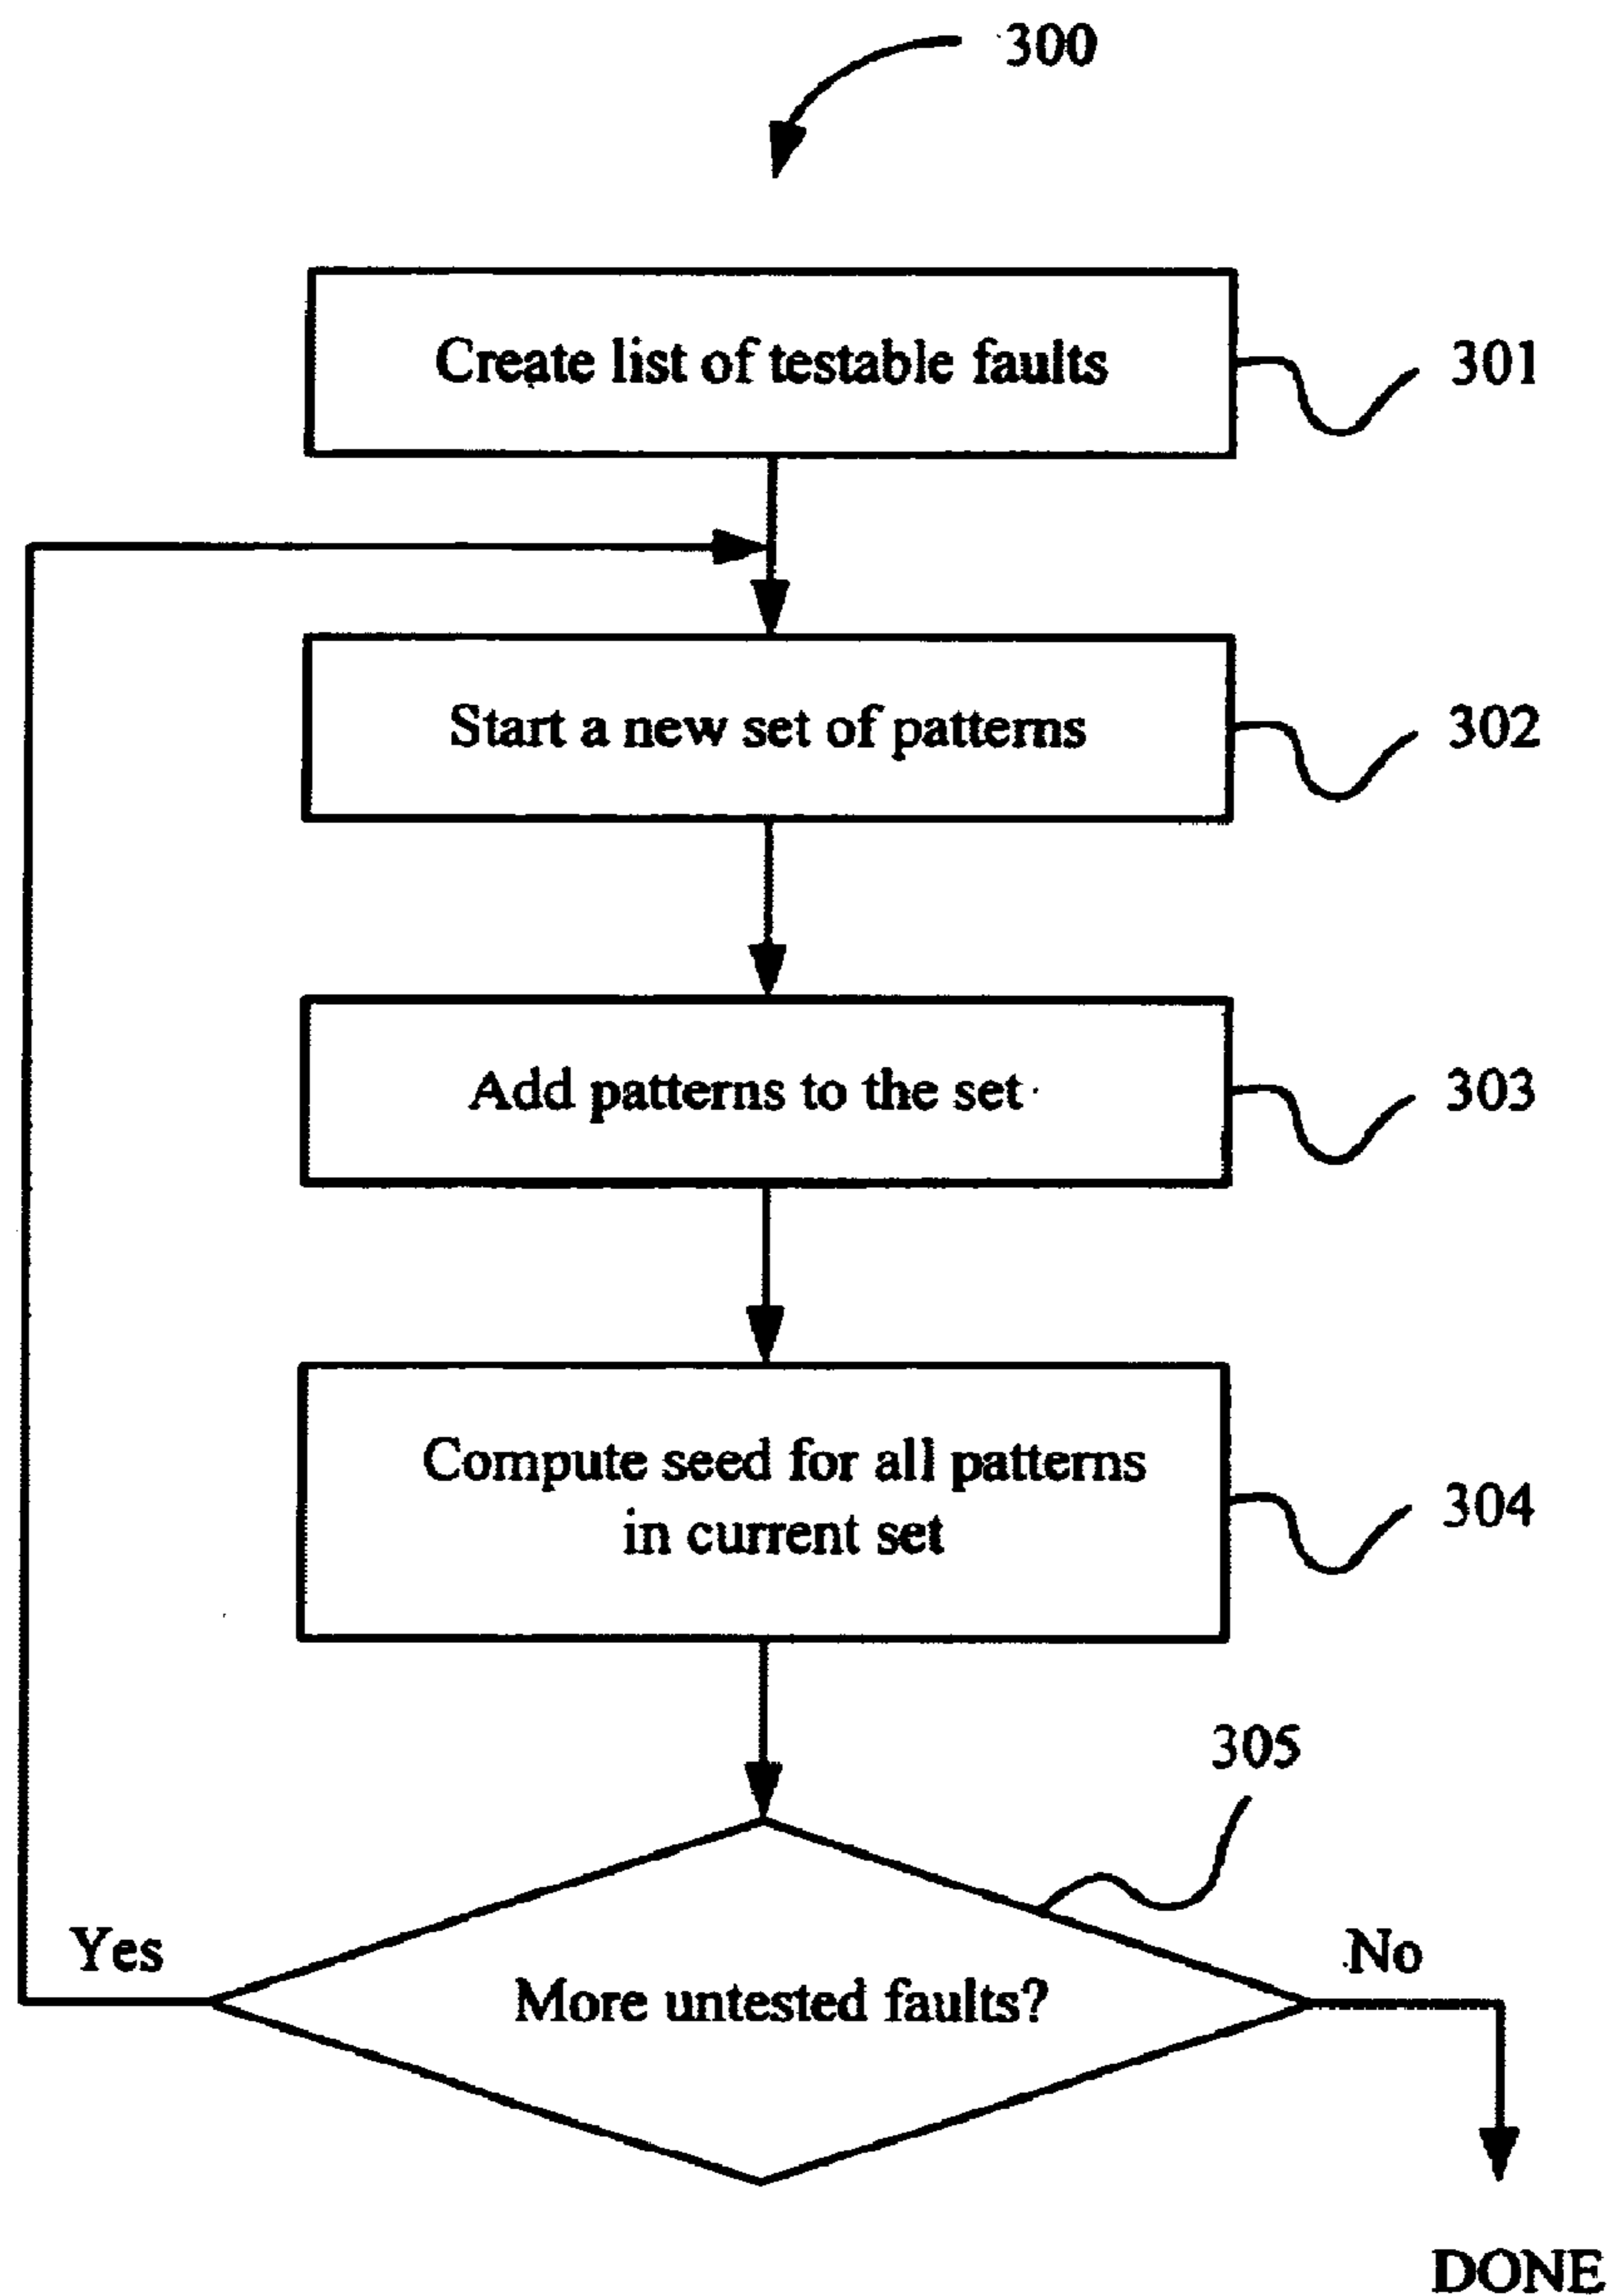 300
Create list of testable faults
301
Start a new set of patterns
302
Add patterns to the set
303
Compute seed for all patterns
in current set
304
305
Yes
No
More untested faults?
DONE